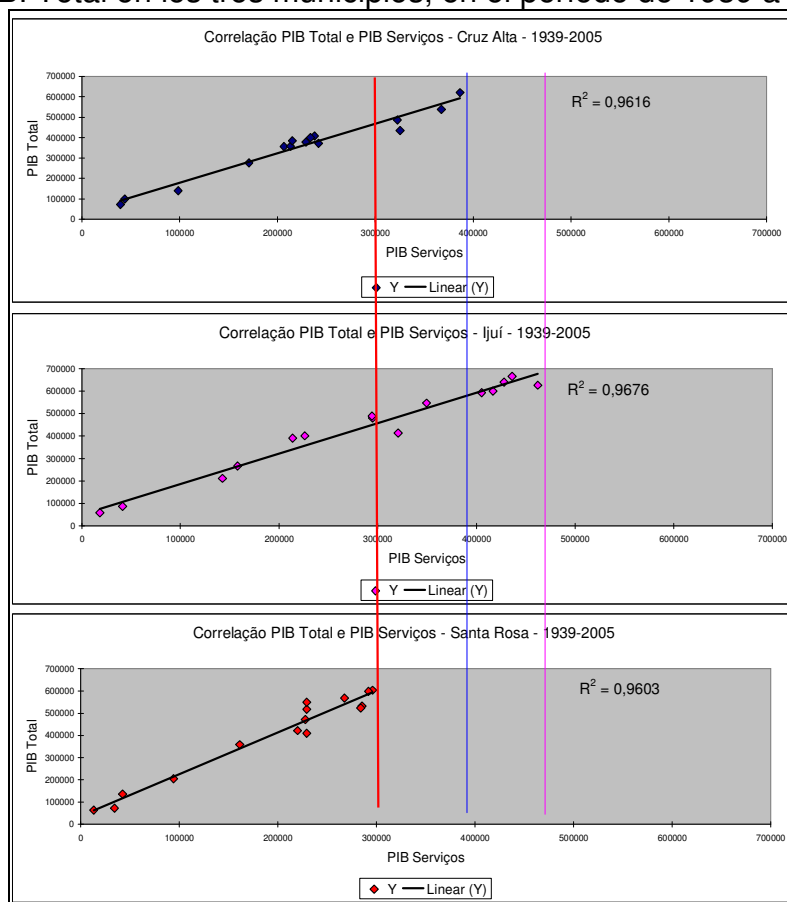 PIB Total en los tres municipios, en el período de 1939 a
Correlação PIB Total e PIB Serviços - Cruz Alta - 1939-2005
700000
600000
500000
400000
300000
200000
100000
0
PIB Total
R² = 0,9616
0 100000 200000 300000 400000 500000 600000 700000
PIB Serviços
Y Linear (Y)
Correlação PIB Total e PIB Serviços - Ijuí - 1939-2005
700000
600000
500000
400000
300000
200000
100000
0
PIB Total
R² = 0,9676
0 100000 200000 300000 400000 500000 600000 700000
PIB Serviços
Y Linear (Y)
Correlação PIB Total e PIB Serviços - Santa Rosa - 1939-2005
700000
600000
500000
400000
300000
200000
100000
0
PIB Total
R² = 0,9603
0 100000 200000 300000 400000 500000 600000 700000
PIB Serviços
Y Linear (Y)